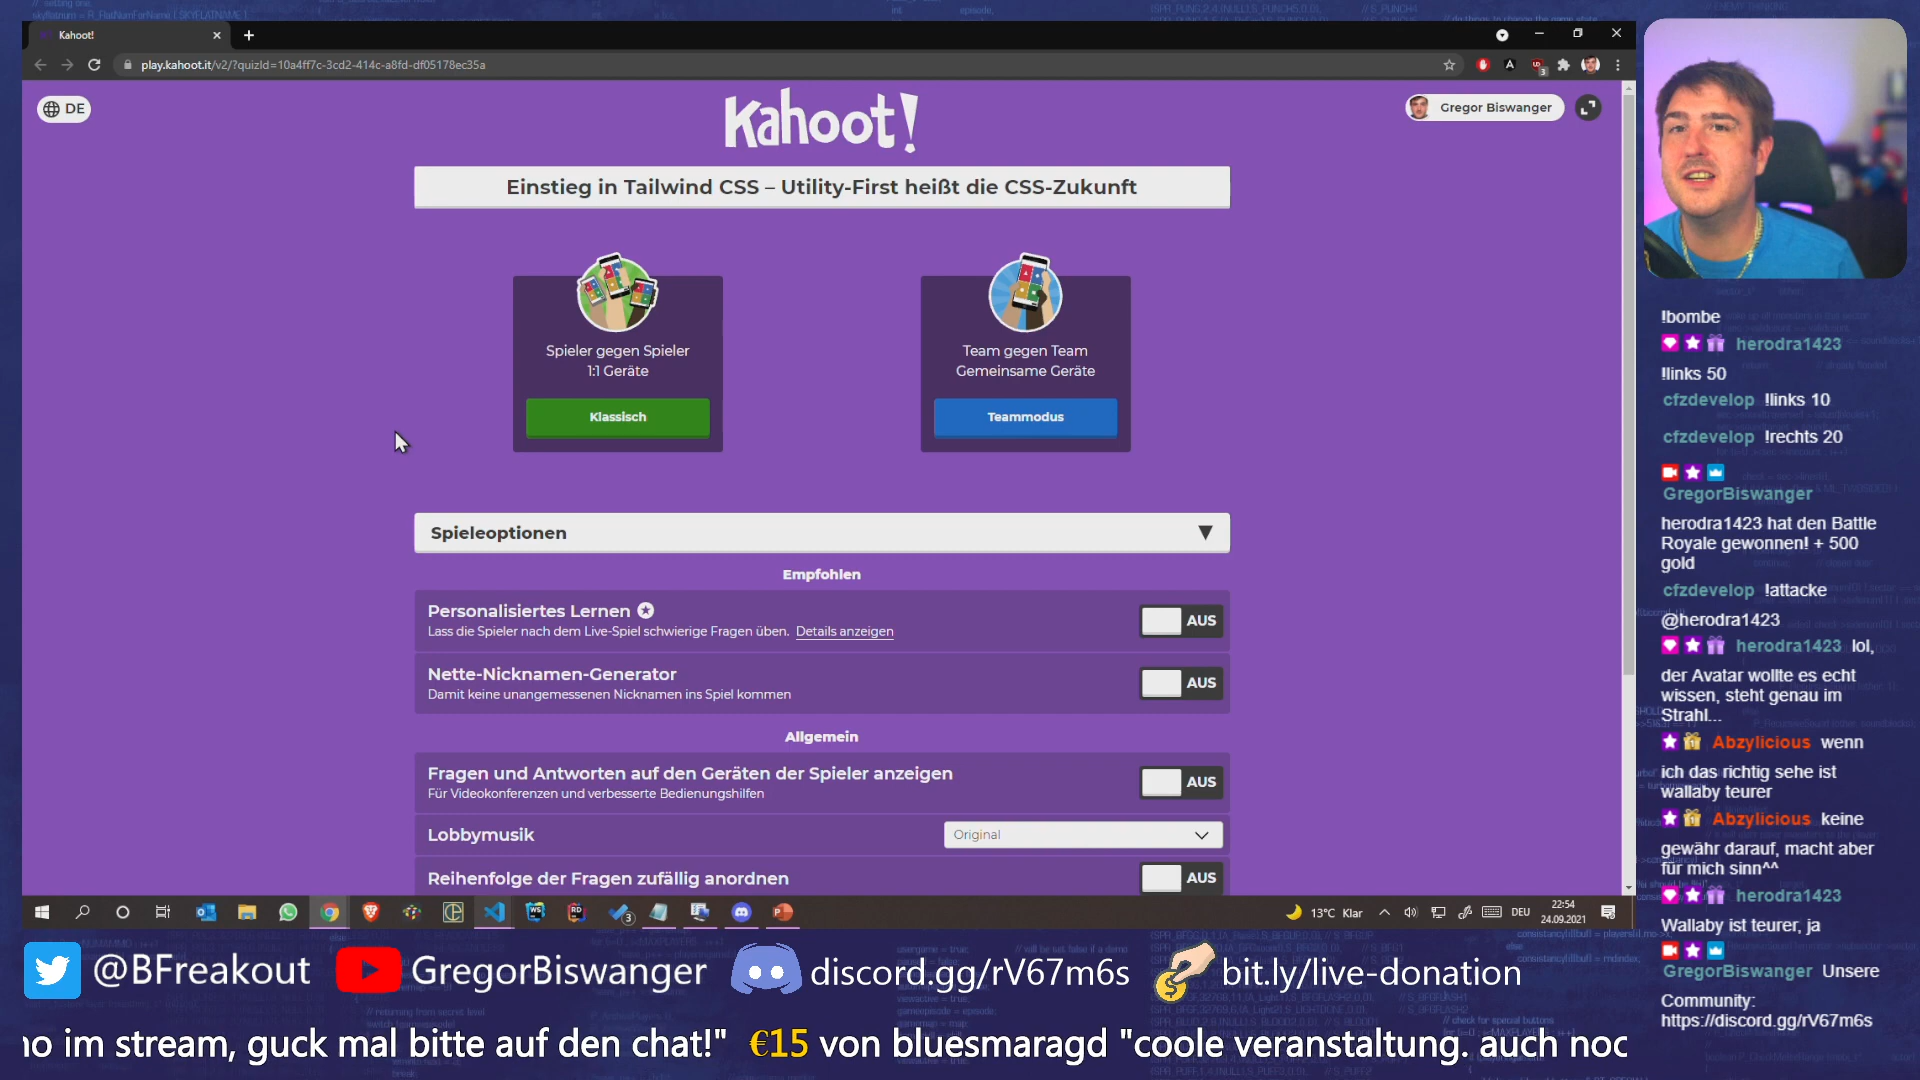 Kahoot!
play.kahoot.it/v2/?quizId=10a4ff7c-3cd2-414c-a8fd-df05178ec35a
DE
Kahoot!
Gregor Biswanger
Einstieg in Tailwind CSS – Utility-First heißt die CSS-Zukunft
Spieler gegen Spieler
1:1 Geräte
Klassisch
Team gegen Team
Gemeinsame Geräte
Teammodus
Spieleoptionen
Empfohlen
Personalisiertes Lernen
Lass die Spieler nach dem Live-Spiel schwierige Fragen üben. Details anzeigen
AUS
Nette-Nicknamen-Generator
Damit keine unangemessenen Nicknamen ins Spiel kommen
AUS
Allgemein
Fragen und Antworten auf den Geräten der Spieler anzeigen
Für Videokonferenzen und verbesserte Bedienungshilfen
AUS
Lobbymusik
Original
Reihenfolge der Fragen zufällig anordnen
AUS
13°C Klar
DEU
22:54
24.09.2021
!bombe
herodra1423
!links 50
cfzdevelop !links 10
cfzdevelop !rechts 20
GregorBiswanger
herodra1423 hat den Battle
Royale gewonnen! + 500
gold
cfzdevelop !attacke
@herodra1423
herodra1423 lol,
der Avatar wollte es echt
wissen, steht genau im
Strahl...
Abzylicious wenn
ich das richtig sehe ist
wallaby teurer
Abzylicious keine
gewähr darauf, macht aber
für mich sinn^^
herodra1423
Wallaby ist teurer, ja
GregorBiswanger Unsere
Community:
https://discord.gg/rV67m6s
@BFreakout
GregorBiswanger
discord.gg/rV67m6s
bit.ly/live-donation
im stream, guck mal bitte auf den chat!" €15 von bluesmaragd "coole veranstaltung. auch noc